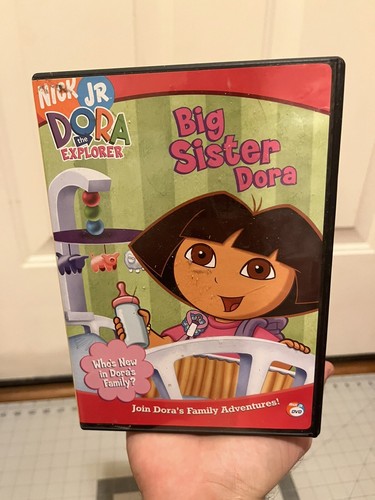 NICK JR
DORA
the
EXPLORER
Big
Sister
Dora
Who's New
in Dora's
Family?
Join Dora's Family Adventures!
DVD